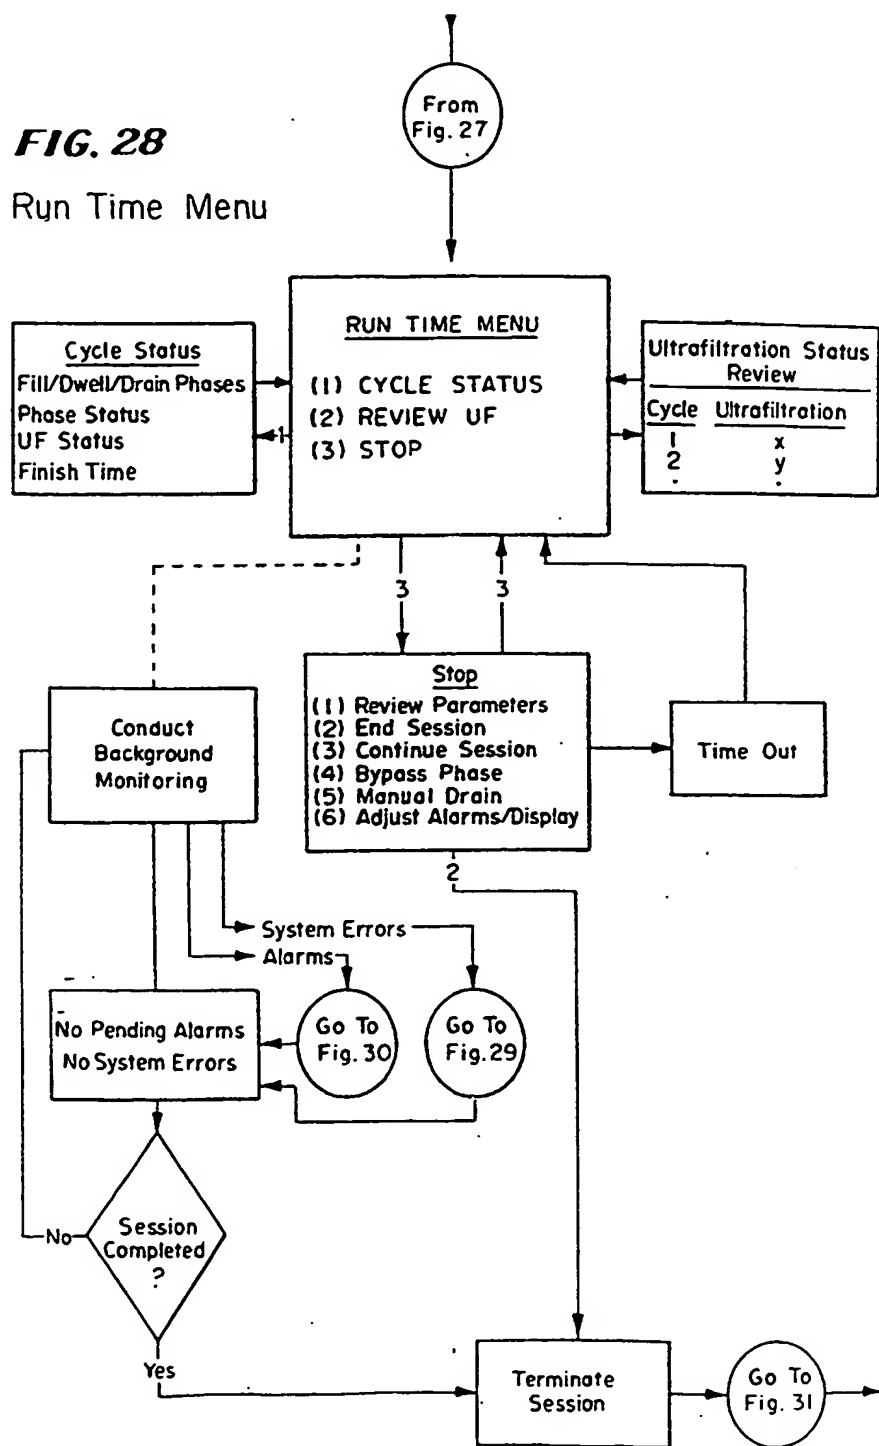 From
Fig. 27
FIG. 28
Run Time Menu
RUN TIME MENU
(1) CYCLE STATUS
(2) REVIEW UF
(3) STOP
Cycle Status
Fill/Dwell/Drain Phases
Phase Status
UF Status
Finish Time
1
Ultrafiltration Status
Review
Cycle Ultrafiltration
1 x
2 y
. .
3
3
Stop
(1) Review Parameters
(2) End Session
(3) Continue Session
(4) Bypass Phase
(5) Manual Drain
(6) Adjust Alarms/Display
Time Out
2
Conduct
Background
Monitoring
System Errors
Alarms
Go To
Fig. 30
Go To
Fig. 29
No Pending Alarms
No System Errors
Session
Completed
?
No
Yes
Terminate
Session
Go To
Fig. 31